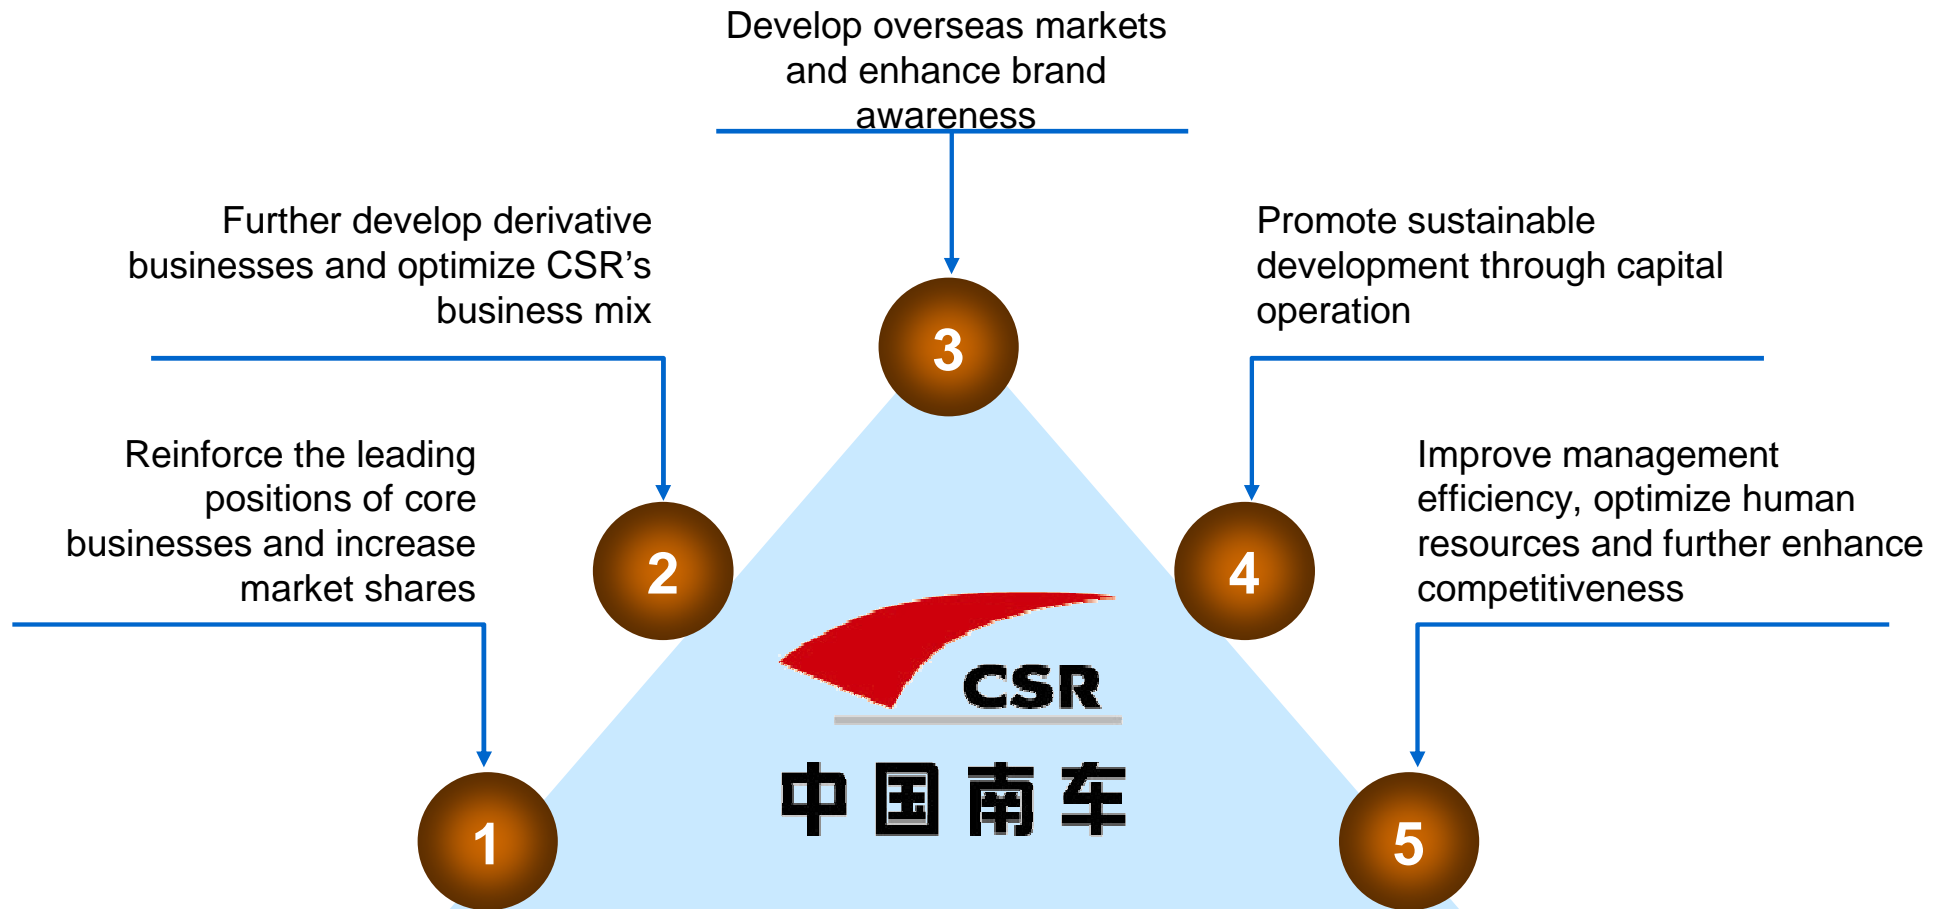 Develop overseas markets
and enhance brand
awareness
Further develop derivative
businesses and optimize CSR’s
business mix
Promote sustainable
development through capital
operation
3
Reinforce the leading
positions of core
businesses and increase
market shares
Improve management
efficiency, optimize human
resources and further enhance
competitiveness
2
4
CSR
中国南车
1
5